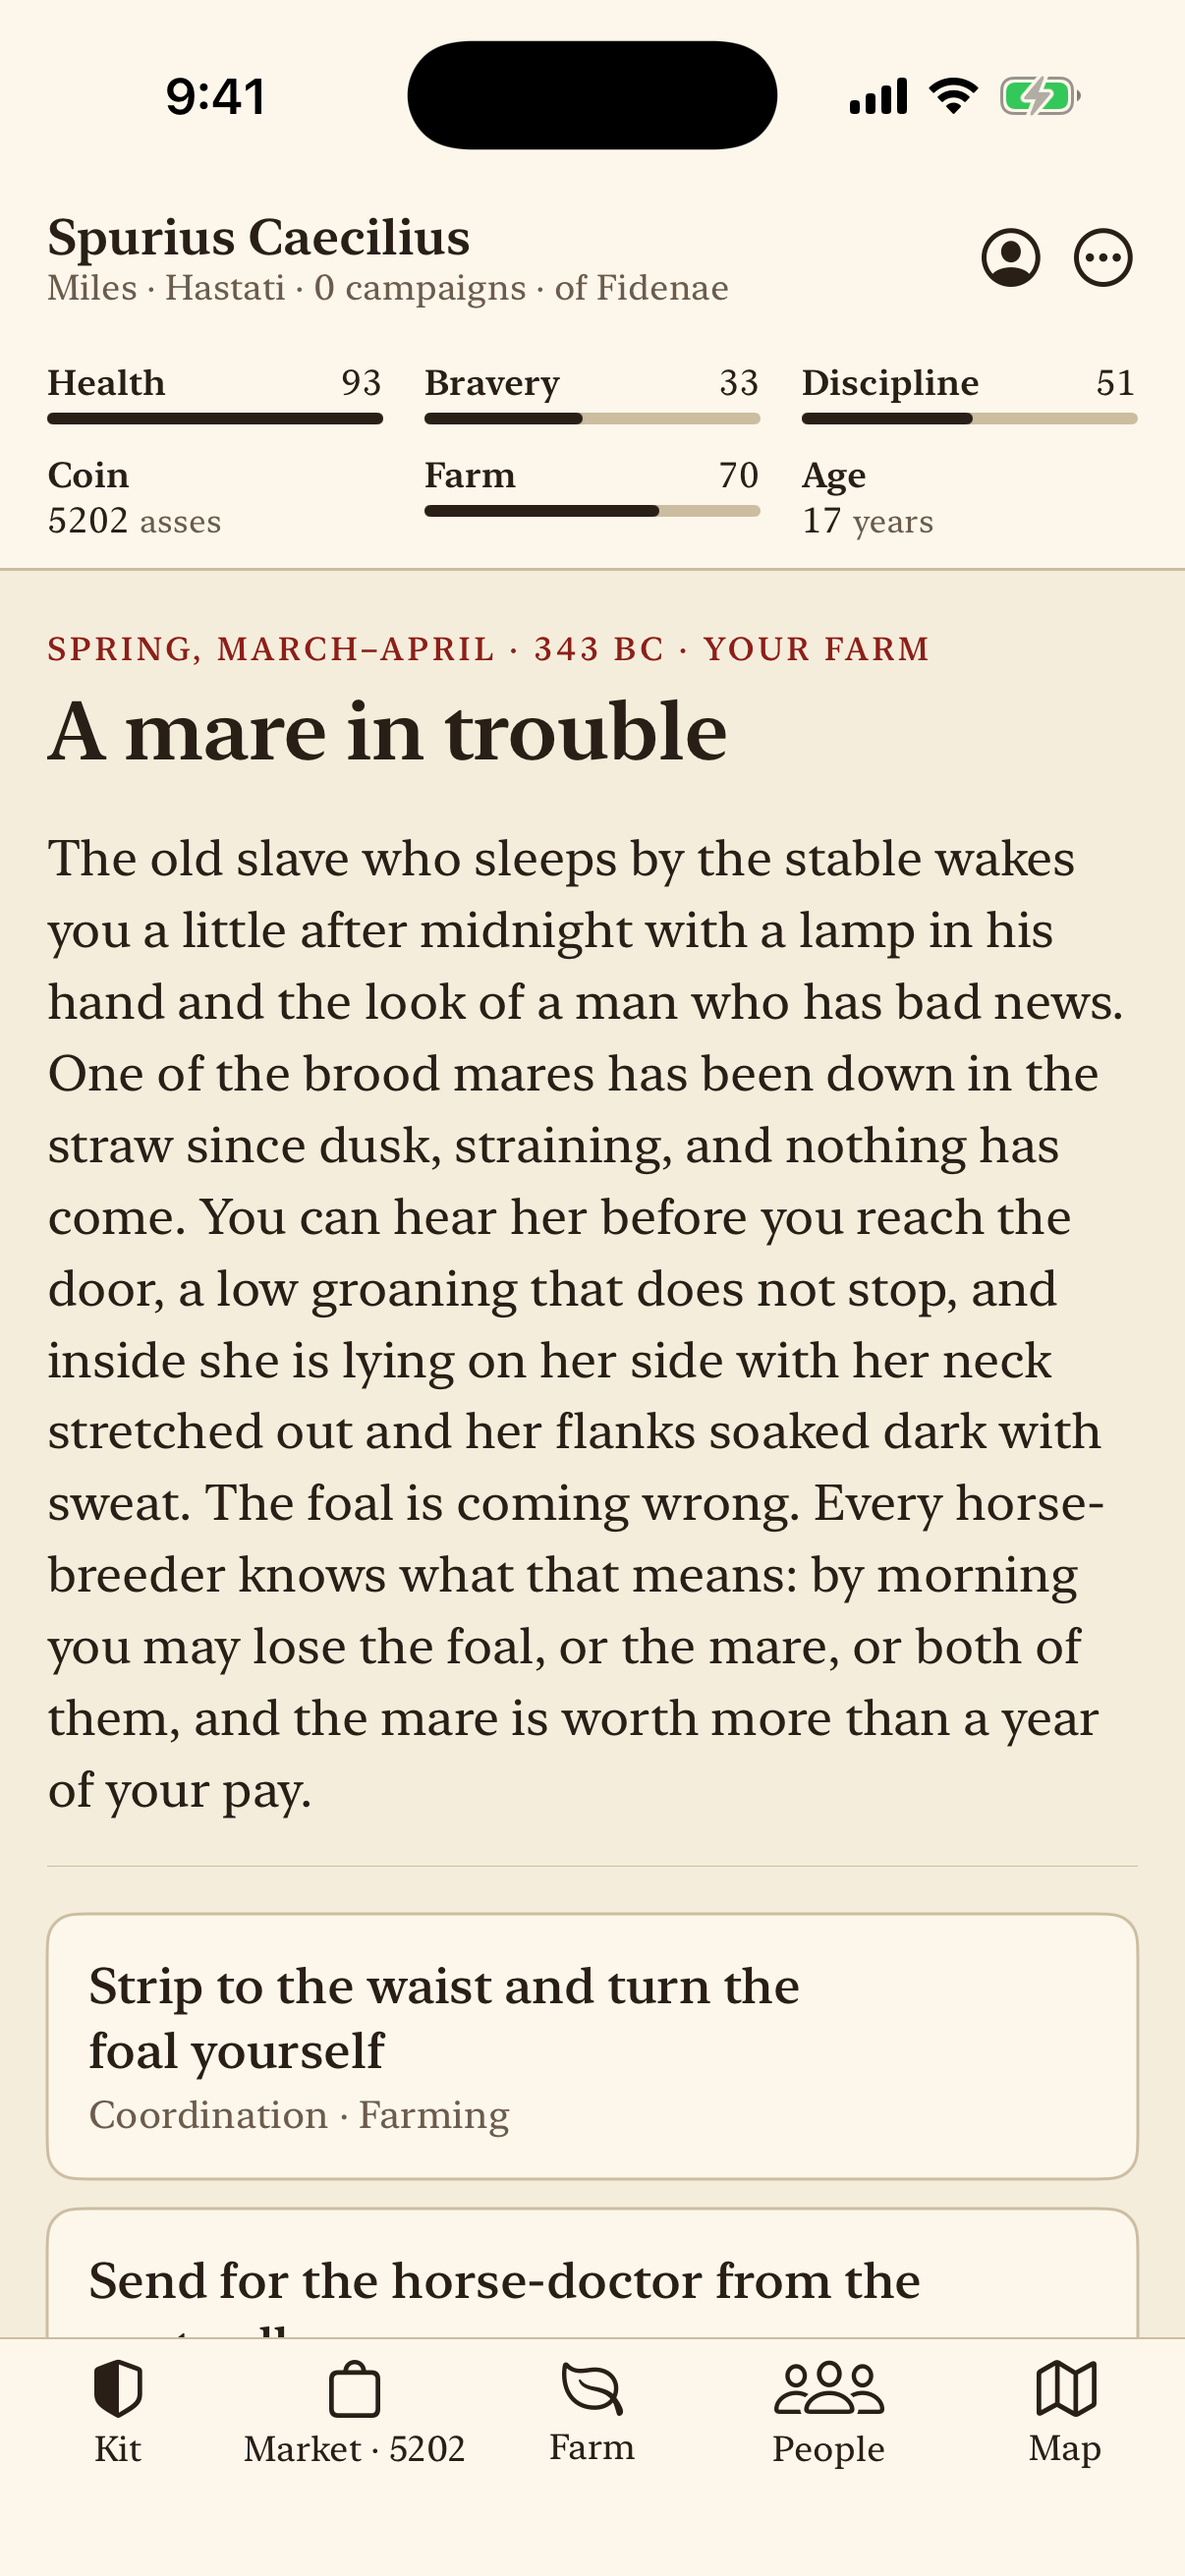 9:41
Spurius Caecilius
Miles · Hastati · 0 campaigns · of Fidenae
Health 93 Bravery 33 Discipline 51
Coin Farm 70 Age
5202 asses 17 years
SPRING, MARCH–APRIL · 343 BC · YOUR FARM
A mare in trouble
The old slave who sleeps by the stable wakes
you a little after midnight with a lamp in his
hand and the look of a man who has bad news.
One of the brood mares has been down in the
straw since dusk, straining, and nothing has
come. You can hear her before you reach the
door, a low groaning that does not stop, and
inside she is lying on her side with her neck
stretched out and her flanks soaked dark with
sweat. The foal is coming wrong. Every horse-
breeder knows what that means: by morning
you may lose the foal, or the mare, or both of
them, and the mare is worth more than a year
of your pay.
Strip to the waist and turn the
foal yourself
Coordination · Farming
Send for the horse-doctor from the
Kit Market · 5202 Farm People Map